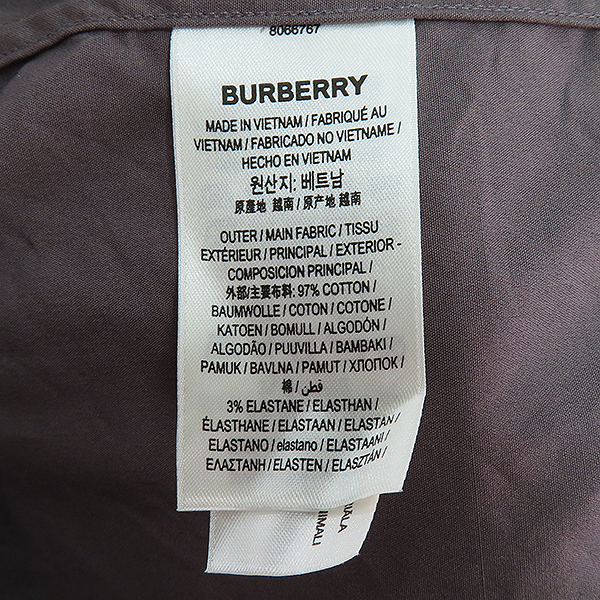 8066767
BURBERRY
MADE IN VIETNAM / FABRIQUÉ AU
VIETNAM / FABRICADO NO VIETNAME /
HECHO EN VIETNAM
원산지: 베트남
原產地 越南 / 原产地 越南
OUTER / MAIN FABRIC / TISSU
EXTÉRIEUR / PRINCIPAL / EXTERIOR -
COMPOSICION PRINCIPAL /
外部/主要布料: 97% COTTON /
BAUMWOLLE / COTON / COTONE /
KATOEN / BOMULL / ALGODÓN /
ALGODÃO / PUUVILLA / BAMBAKI /
PAMUK / BAVLNA / PAMUT / ХЛОПОК /
棉 / قطن
3% ELASTANE / ELASTHAN /
ÉLASTHANE / ELASTAAN / ELASTAN /
ELASTANO / elastano / ELASTAANI /
ΕΛΑΣΤΑΝΗ / ELASTEN / ELASZTÁN /
NIMALI